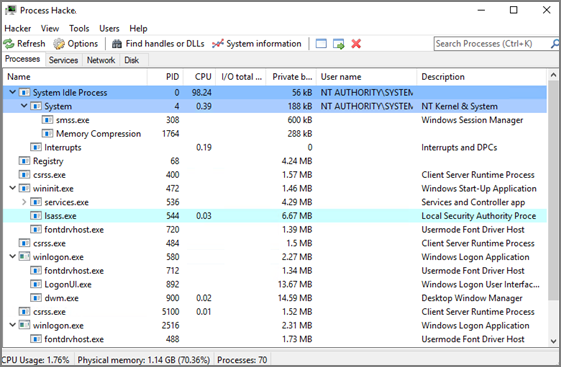 Process Hacke
Hacker View Tools Users Help
Refresh Options Find handles or DLLs System information Search Processes (Ctrl+K)
Processes Services Network Disk
Name PID CPU I/O total ... Private b... User name Description
System Idle Process 0 98.24 56 kB NT AUTHORITY\SYSTEM
System 4 0.39 188 kB NT AUTHORITY\SYSTEM NT Kernel & System
smss.exe 308 600 kB Windows Session Manager
Memory Compression 1764 288 kB
Interrupts 0.19 0 Interrupts and DPCs
Registry 68 4.24 MB
csrss.exe 400 1.57 MB Client Server Runtime Process
wininit.exe 472 1.46 MB Windows Start-Up Application
services.exe 536 4.29 MB Services and Controller app
lsass.exe 544 0.03 6.67 MB Local Security Authority Proce
fontdrvhost.exe 720 1.39 MB Usermode Font Driver Host
csrss.exe 484 1.5 MB Client Server Runtime Process
winlogon.exe 580 2.27 MB Windows Logon Application
fontdrvhost.exe 712 1.34 MB Usermode Font Driver Host
LogonUI.exe 892 13.67 MB Windows Logon User Interfac...
dwm.exe 900 0.02 14.59 MB Desktop Window Manager
csrss.exe 5100 0.01 1.52 MB Client Server Runtime Process
winlogon.exe 2516 2.31 MB Windows Logon Application
fontdrvhost.exe 488 1.73 MB Usermode Font Driver Host
CPU Usage: 1.76% Physical memory: 1.14 GB (70.36%) Processes: 70